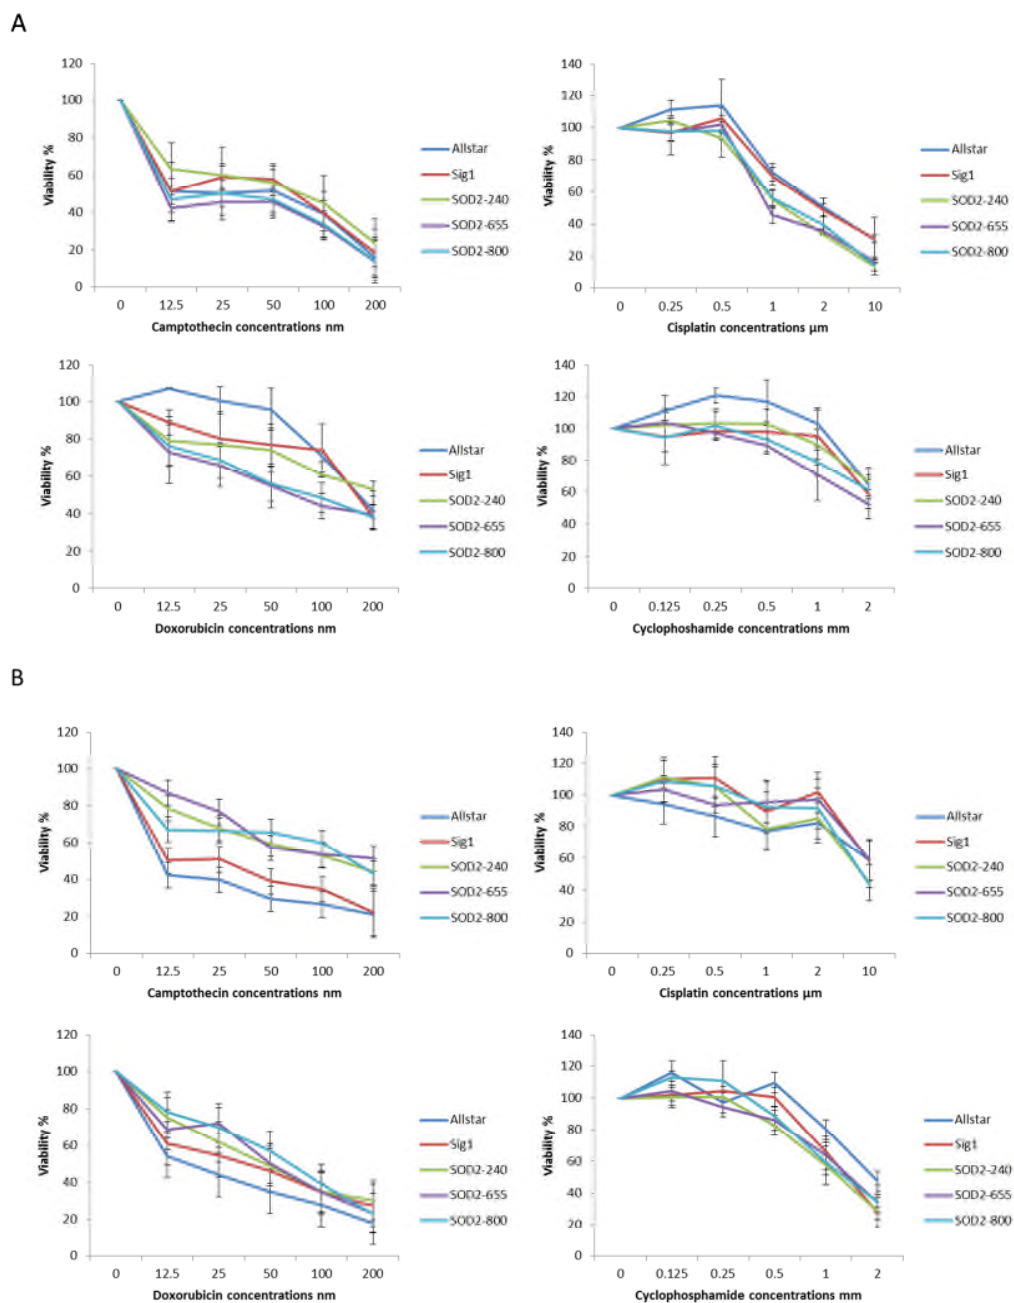 A
120
100
80
60
40
20
0
Viability %
0 12.5 25 50 100 200
Camptothecin concentrations nm
Allstar
Sig1
SOD2-240
SOD2-655
SOD2-800
140
120
100
80
60
40
20
0
Viability %
0 0.25 0.5 1 2 10
Cisplatin concentrations µm
Allstar
Sig1
SOD2-240
SOD2-655
SOD2-800
120
100
80
60
40
20
0
Viability %
0 12.5 25 50 100 200
Doxorubicin concentrations nm
Allstar
Sig1
SOD2-240
SOD2-655
SOD2-800
140
120
100
80
60
40
20
0
Viability %
0 0.125 0.25 0.5 1 2
Cyclophoshamide concentrations mm
Allstar
Sig1
SOD2-240
SOD2-655
SOD2-800
B
120
100
80
60
40
20
0
Viability %
0 12.5 25 50 100 200
Camptothecin concentrations nm
Allstar
Sig1
SOD2-240
SOD2-655
SOD2-800
140
120
100
80
60
40
20
0
Viability %
0 0.25 0.5 1 2 10
Cisplatin concentrations µm
Allstar
Sig1
SOD2-240
SOD2-655
SOD2-800
120
100
80
60
40
20
0
Viability %
0 12.5 25 50 100 200
Doxorubicin concentrations nm
Allstar
Sig1
SOD2-240
SOD2-655
SOD2-800
140
120
100
80
60
40
20
0
Viability %
0 0.125 0.25 0.5 1 2
Cyclophosphamide concentrations mm
Allstar
Sig1
SOD2-240
SOD2-655
SOD2-800